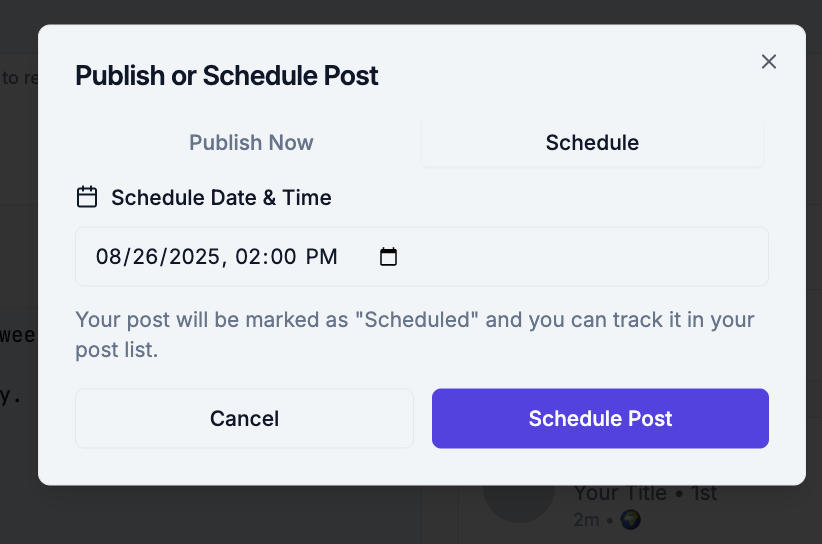 to re
Publish or Schedule Post
Publish Now
Schedule
Schedule Date & Time
08/26/2025, 02:00 PM
Your post will be marked as "Scheduled" and you can track it in your
post list.
wee
y.
Cancel
Schedule Post
Your Title • 1st
2m •